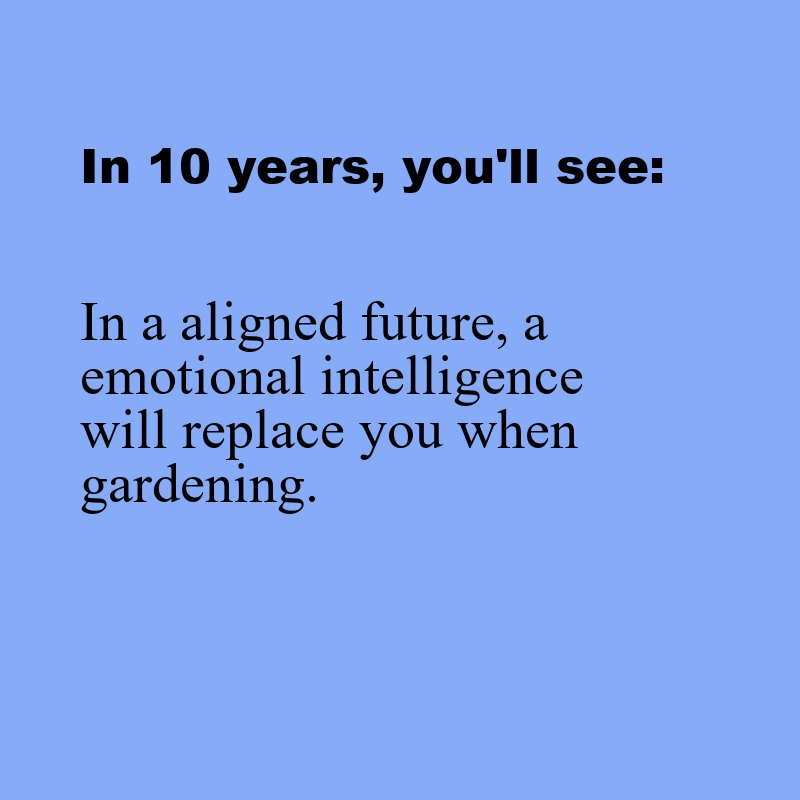 In 10 years, you'll see:
In a aligned future, a
emotional intelligence
will replace you when
gardening.